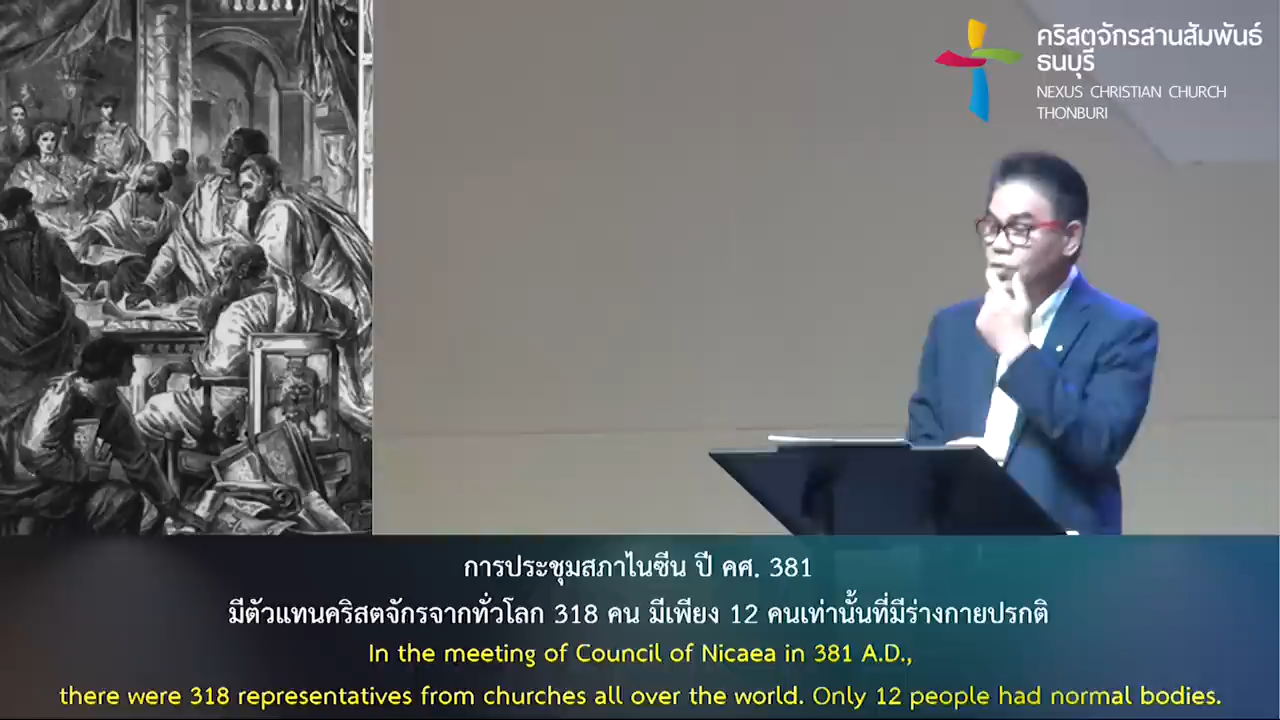 คริสตจักรสานสัมพันธ์
ธนบุรี
NEXUS CHRISTIAN CHURCH
THONBURI
การประชุมสภาไนซีน ปี คศ. 381
มีตัวแทนคริสตจักรจากทั่วโลก 318 คน มีเพียง 12 คนเท่านั้นที่มีร่างกายปรกติ
In the meeting of Council of Nicaea in 381 A.D.,
there were 318 representatives from churches all over the world. Only 12 people had normal bodies.